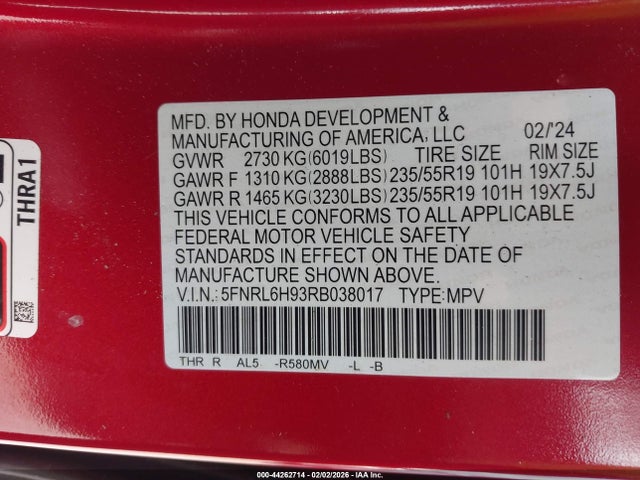 MFD. BY HONDA DEVELOPMENT &
MANUFACTURING OF AMERICA, LLC 02/'24
GVWR 2730 KG(6019LBS) TIRE SIZE RIM SIZE
GAWR F 1310 KG(2888LBS) 235/55R19 101H 19X7.5J
GAWR R 1465 KG(3230LBS) 235/55R19 101H 19X7.5J
THIS VEHICLE CONFORMS TO ALL APPLICABLE
FEDERAL MOTOR VEHICLE SAFETY
STANDARDS IN EFFECT ON THE DATE OF
MANUFACTURE SHOWN ABOVE.
V.I.N.: 5FNRL6H93RB038017 TYPE:MPV
THR R AL5 -R580MV -L -B
THRA1
000-44262714 - 02/02/2026 - IAA Inc.